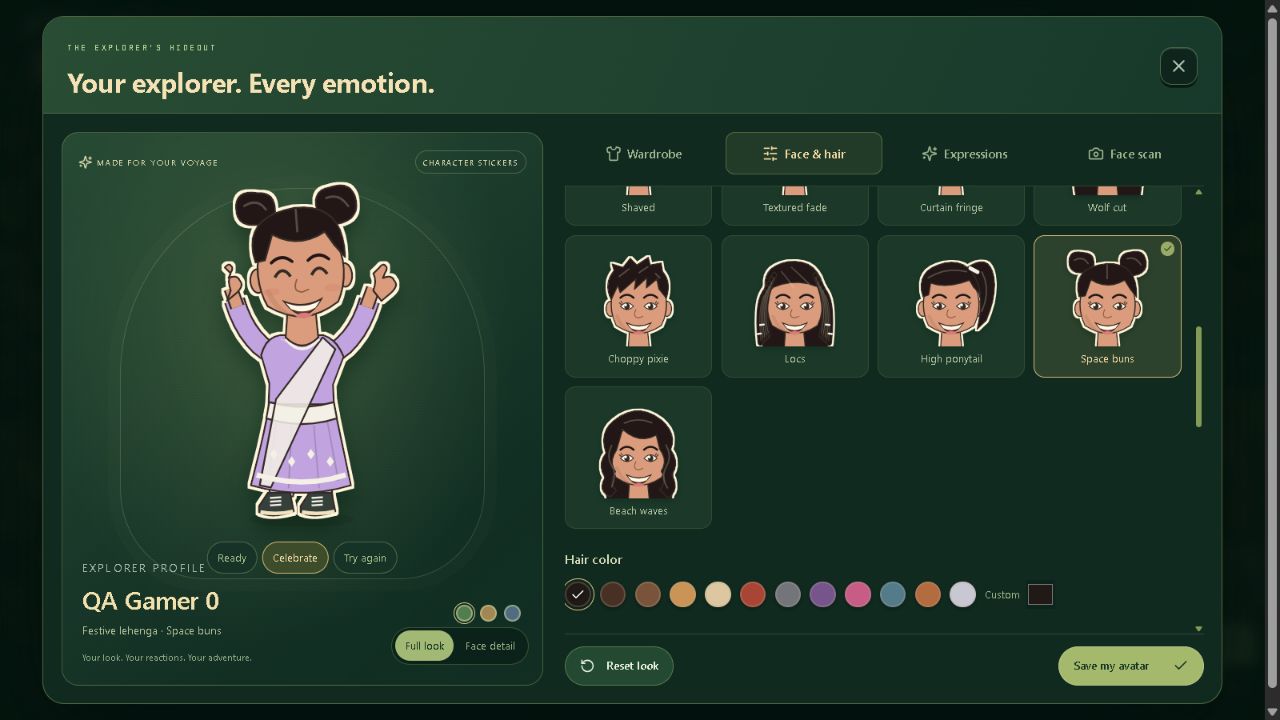 THE EXPLORER'S HIDEOUT
Your explorer. Every emotion.
MADE FOR YOUR VOYAGE
CHARACTER STICKERS
Ready
Celebrate
Try again
EXPLORER PROFILE
QA Gamer 0
Festive lehenga · Space buns
Your look. Your reactions. Your adventure.
Full look
Face detail
Wardrobe
Face & hair
Expressions
Face scan
Shaved
Textured fade
Curtain fringe
Wolf cut
Choppy pixie
Locs
High ponytail
Space buns
Beach waves
Hair color
Custom
Reset look
Save my avatar